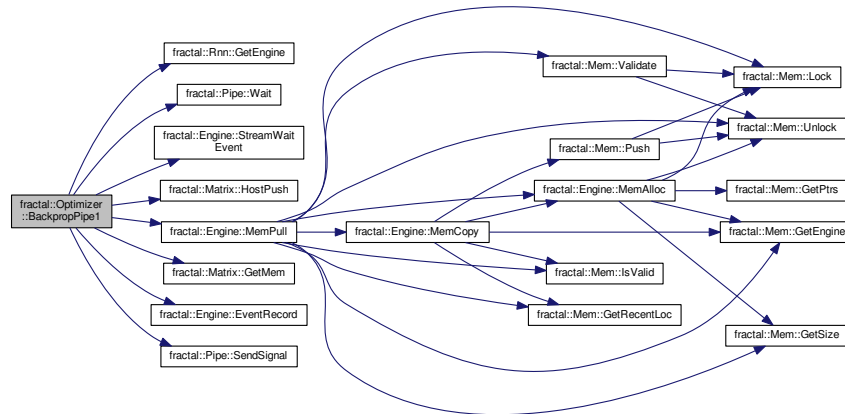 fractal::Optimizer
::BackpropPipe1
fractal::Rnn::GetEngine
fractal::Pipe::Wait
fractal::Engine::StreamWait
Event
fractal::Matrix::HostPush
fractal::Engine::MemPull
fractal::Matrix::GetMem
fractal::Engine::EventRecord
fractal::Pipe::SendSignal
fractal::Engine::MemCopy
fractal::Mem::Validate
fractal::Mem::Push
fractal::Engine::MemAlloc
fractal::Mem::IsValid
fractal::Mem::GetRecentLoc
fractal::Mem::Lock
fractal::Mem::Unlock
fractal::Mem::GetPtrs
fractal::Mem::GetEngine
fractal::Mem::GetSize